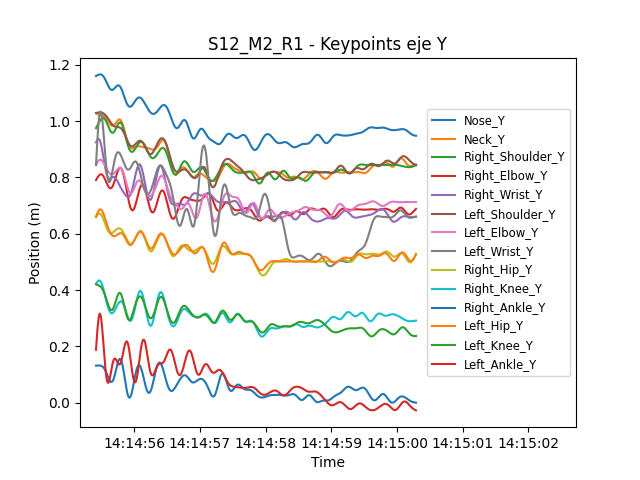 S12_M2_R1 - Keypoints eje Y
1.2
1.0
0.8
0.6
0.4
0.2
0.0
Position (m)
Nose_Y
Neck_Y
Right_Shoulder_Y
Right_Elbow_Y
Right_Wrist_Y
Left_Shoulder_Y
Left_Elbow_Y
Left_Wrist_Y
Right_Hip_Y
Right_Knee_Y
Right_Ankle_Y
Left_Hip_Y
Left_Knee_Y
Left_Ankle_Y
14:14:56 14:14:57 14:14:58 14:14:59 14:15:00 14:15:01 14:15:02
Time